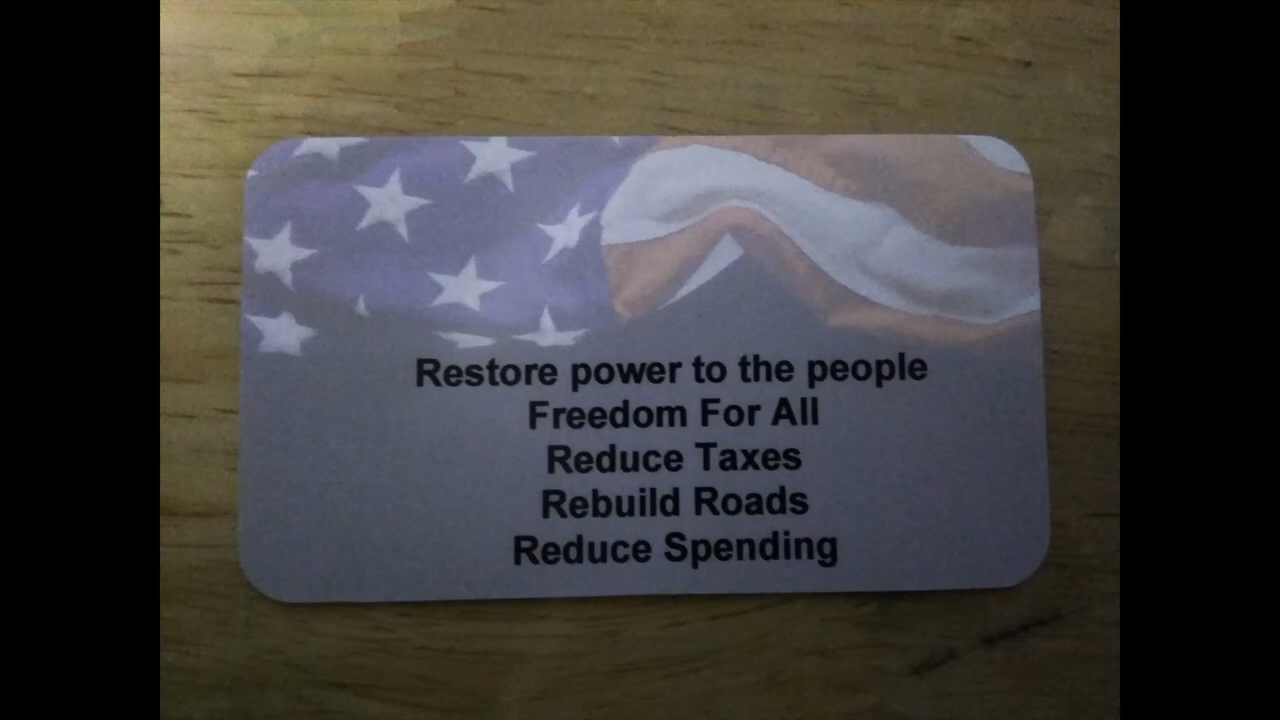 Restore power to the people
Freedom For All
Reduce Taxes
Rebuild Roads
Reduce Spending